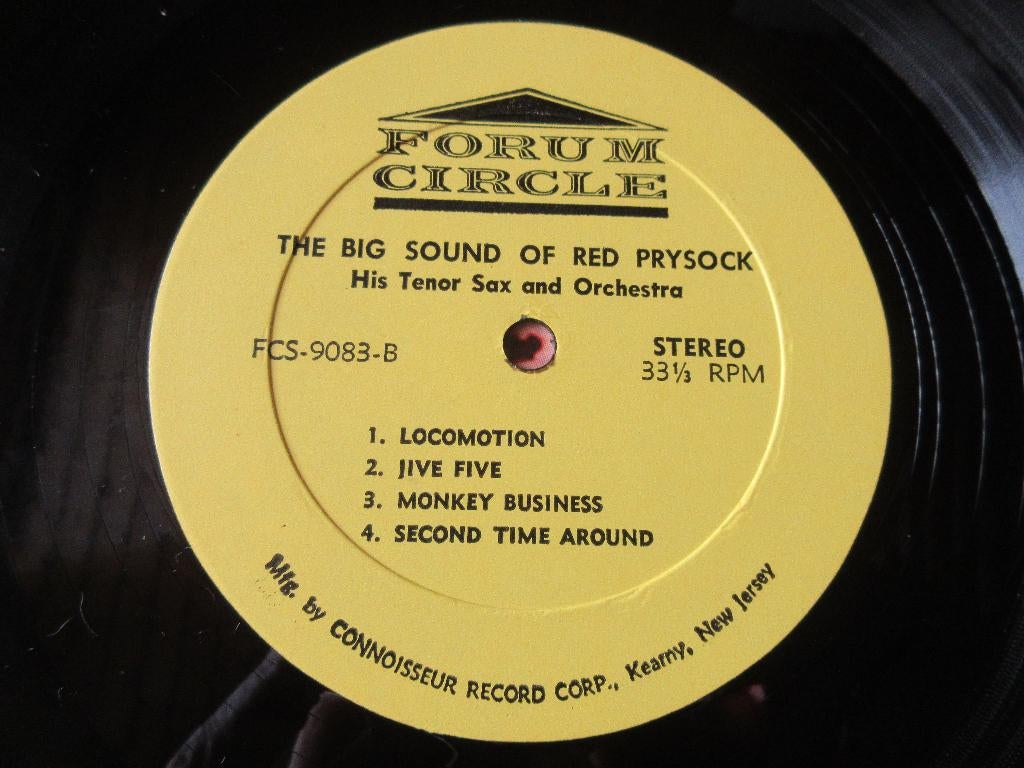 FORUM
CIRCLE
THE BIG SOUND OF RED PRYSOCK
His Tenor Sax and Orchestra
FCS-9083-B
STEREO
33⅓ RPM
1. LOCOMOTION
2. JIVE FIVE
3. MONKEY BUSINESS
4. SECOND TIME AROUND
Mfg. by CONNOISSEUR RECORD CORP., Kearny, New Jersey